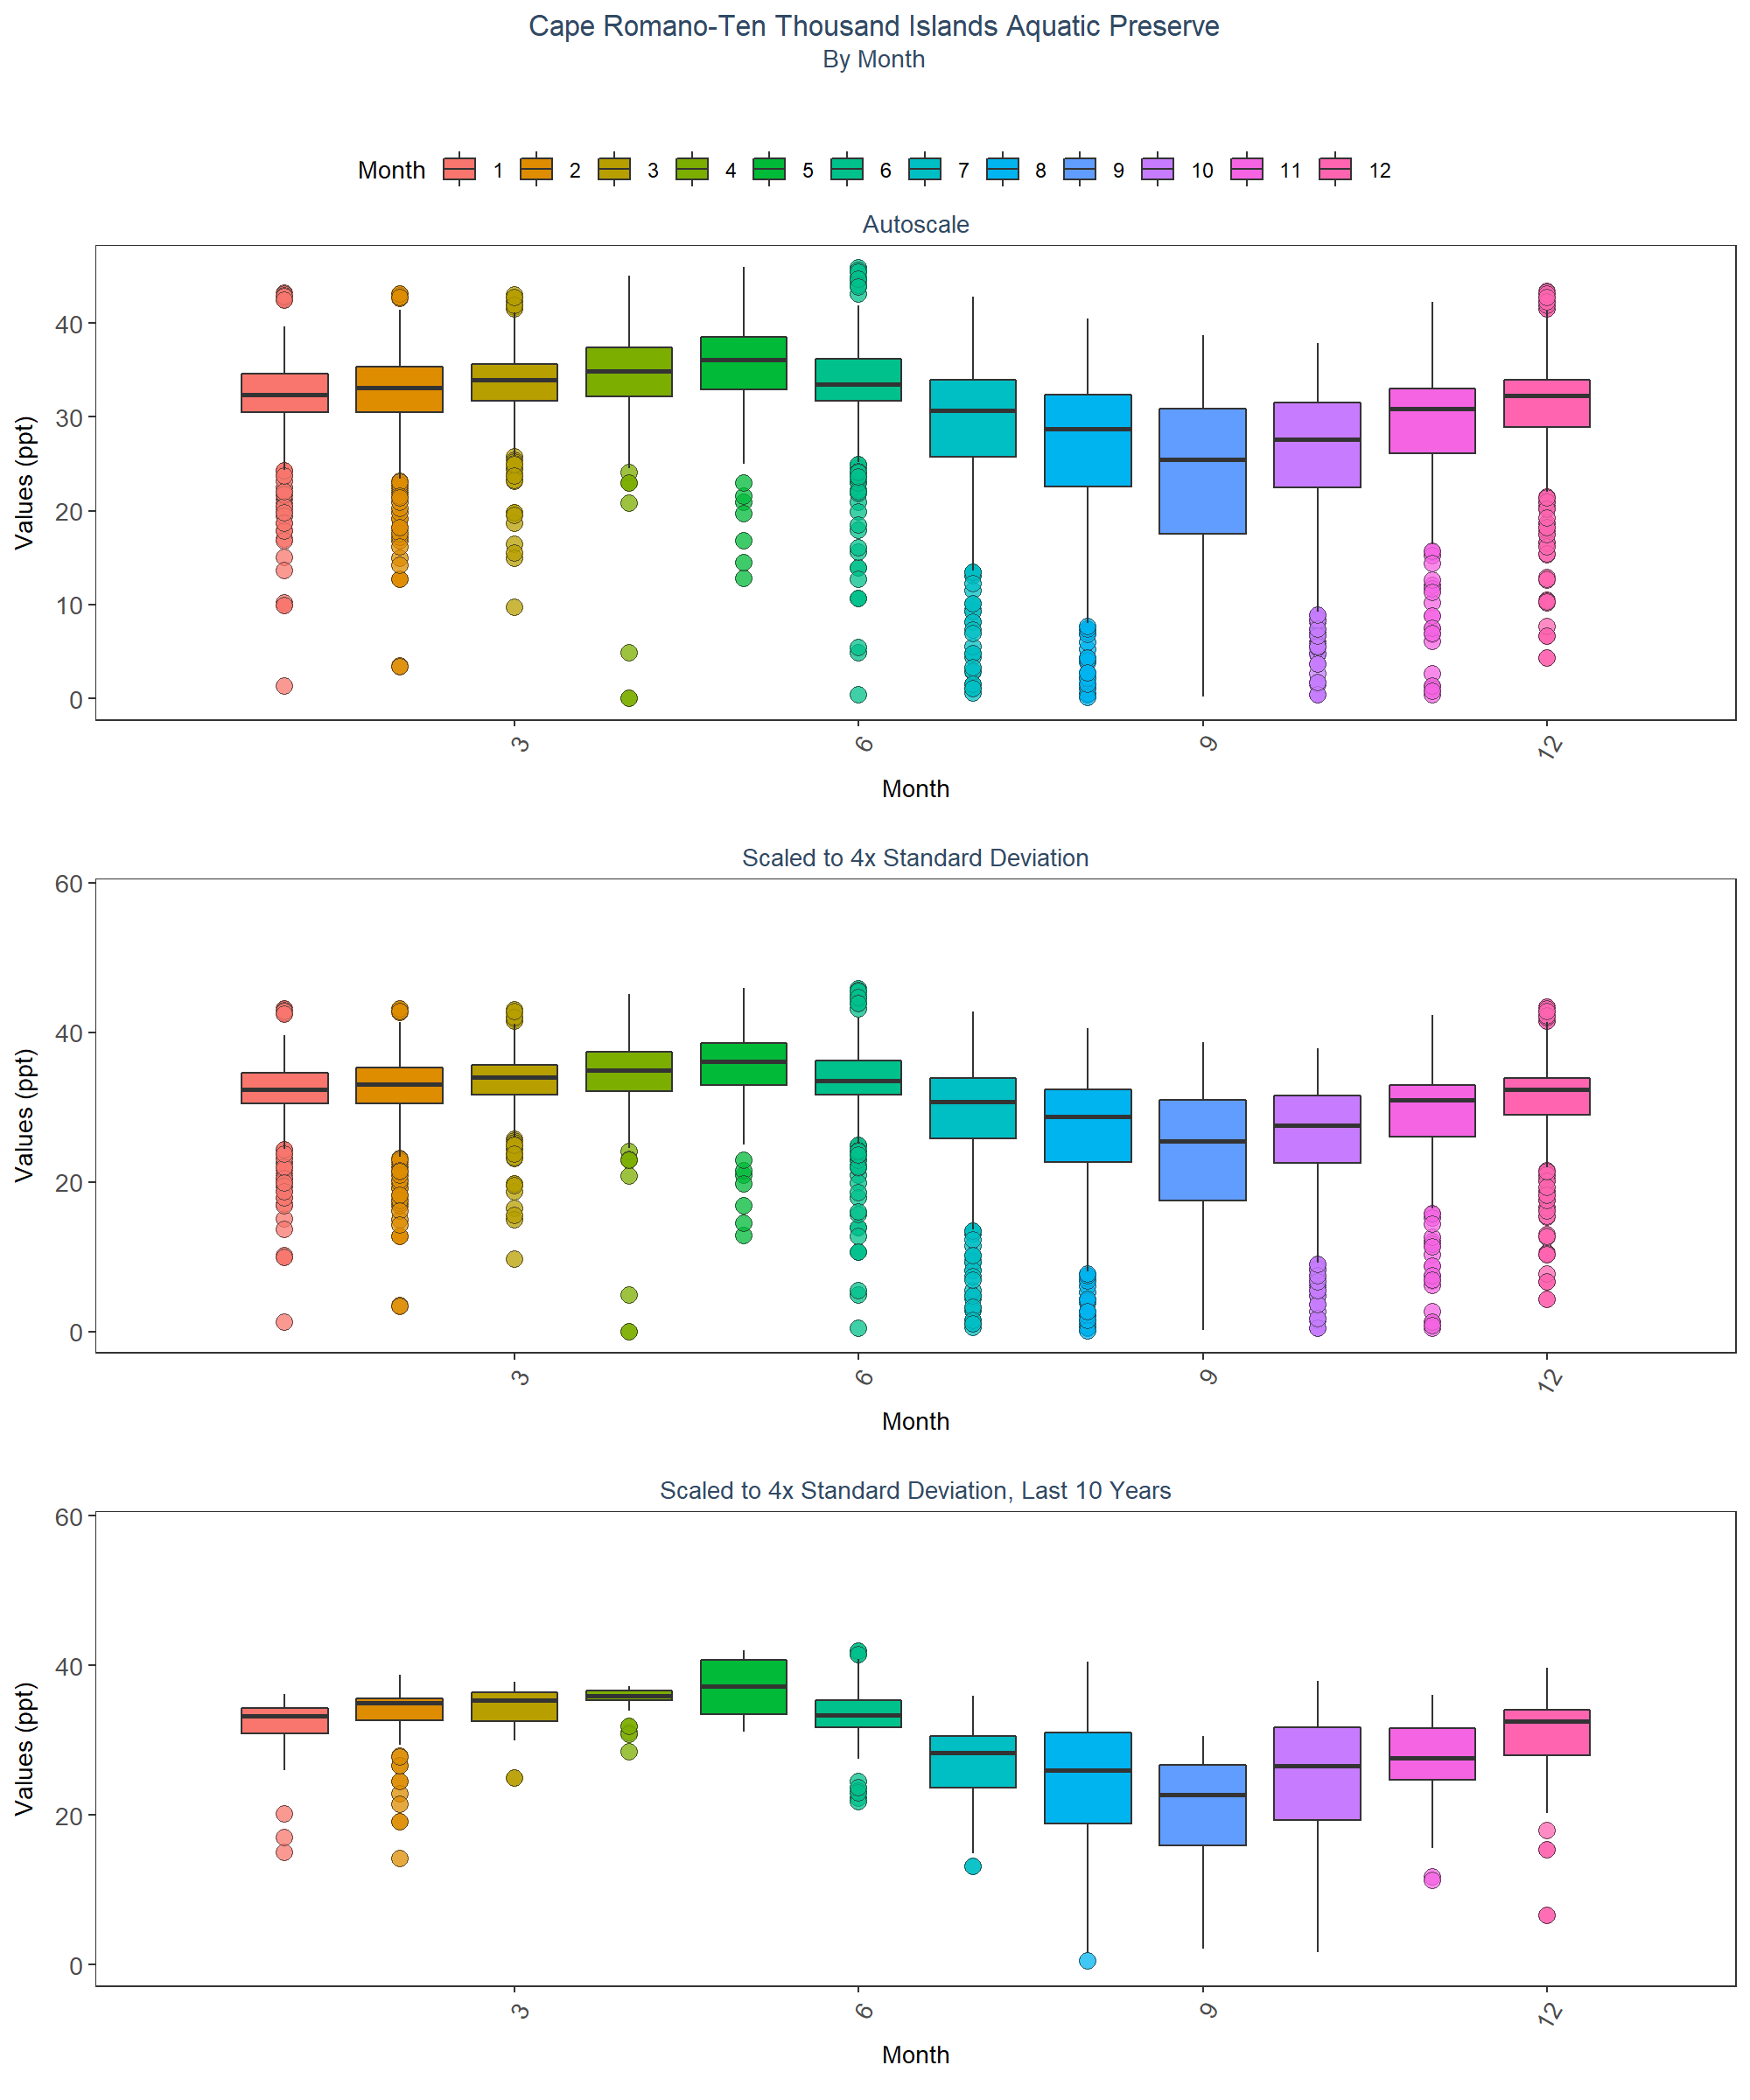 Cape Romano-Ten Thousand Islands Aquatic Preserve
By Month
Month 1 2 3 4 5 6 7 8 9 10 11 12
Autoscale
Values (ppt)
40
30
20
10
0
3 6 9 12
Month
Scaled to 4x Standard Deviation
Values (ppt)
60
40
20
0
3 6 9 12
Month
Scaled to 4x Standard Deviation, Last 10 Years
Values (ppt)
60
40
20
0
3 6 9 12
Month